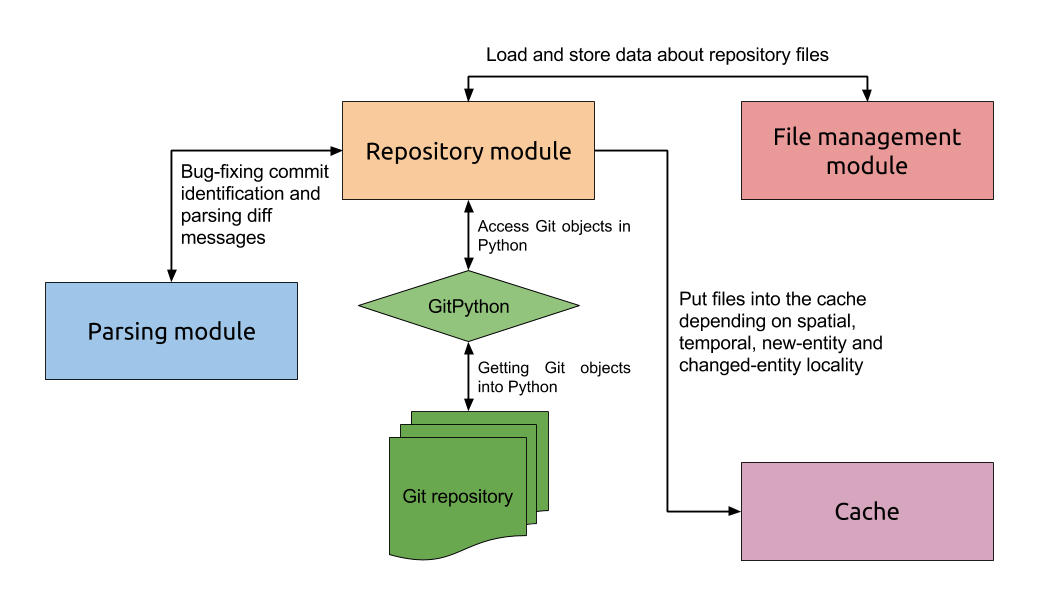 Load and store data about repository files
Repository module
File management
module
Bug-fixing commit
identification and
parsing diff
messages
Access Git objects in
Python
GitPython
Parsing module
Put files into the cache
depending on spatial,
temporal, new-entity and
changed-entity locality
Getting Git objects
into Python
Git repository
Cache